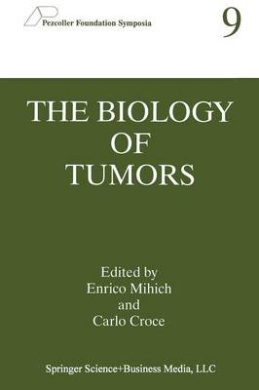 Pezcoller Foundation Symposia
9
THE BIOLOGY
OF
TUMORS
Edited by
Enrico Mihich
and
Carlo Croce
Springer Science+Business Media, LLC